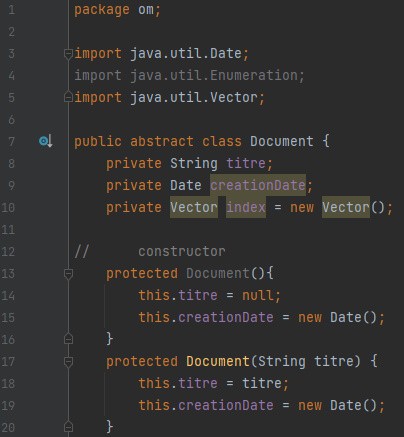 1 package om;
2
3 import java.util.Date;
4 import java.util.Enumeration;
5 import java.util.Vector;
6
7 public abstract class Document {
8     private String titre;
9     private Date creationDate;
10     private Vector index = new Vector();
11
12 //      constructor
13     protected Document(){
14         this.titre = null;
15         this.creationDate = new Date();
16     }
17     protected Document(String titre) {
18         this.titre = titre;
19         this.creationDate = new Date();
20     }